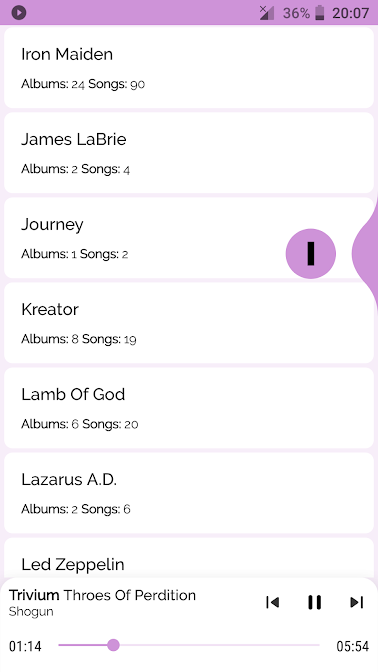 36% 20:07
Iron Maiden
Albums: 24 Songs: 90
James LaBrie
Albums: 2 Songs: 4
Journey
Albums: 1 Songs: 2
I
Kreator
Albums: 8 Songs: 19
Lamb Of God
Albums: 6 Songs: 20
Lazarus A.D.
Albums: 2 Songs: 6
Led Zeppelin
Trivium Throes Of Perdition
Shogun
01:14 05:54